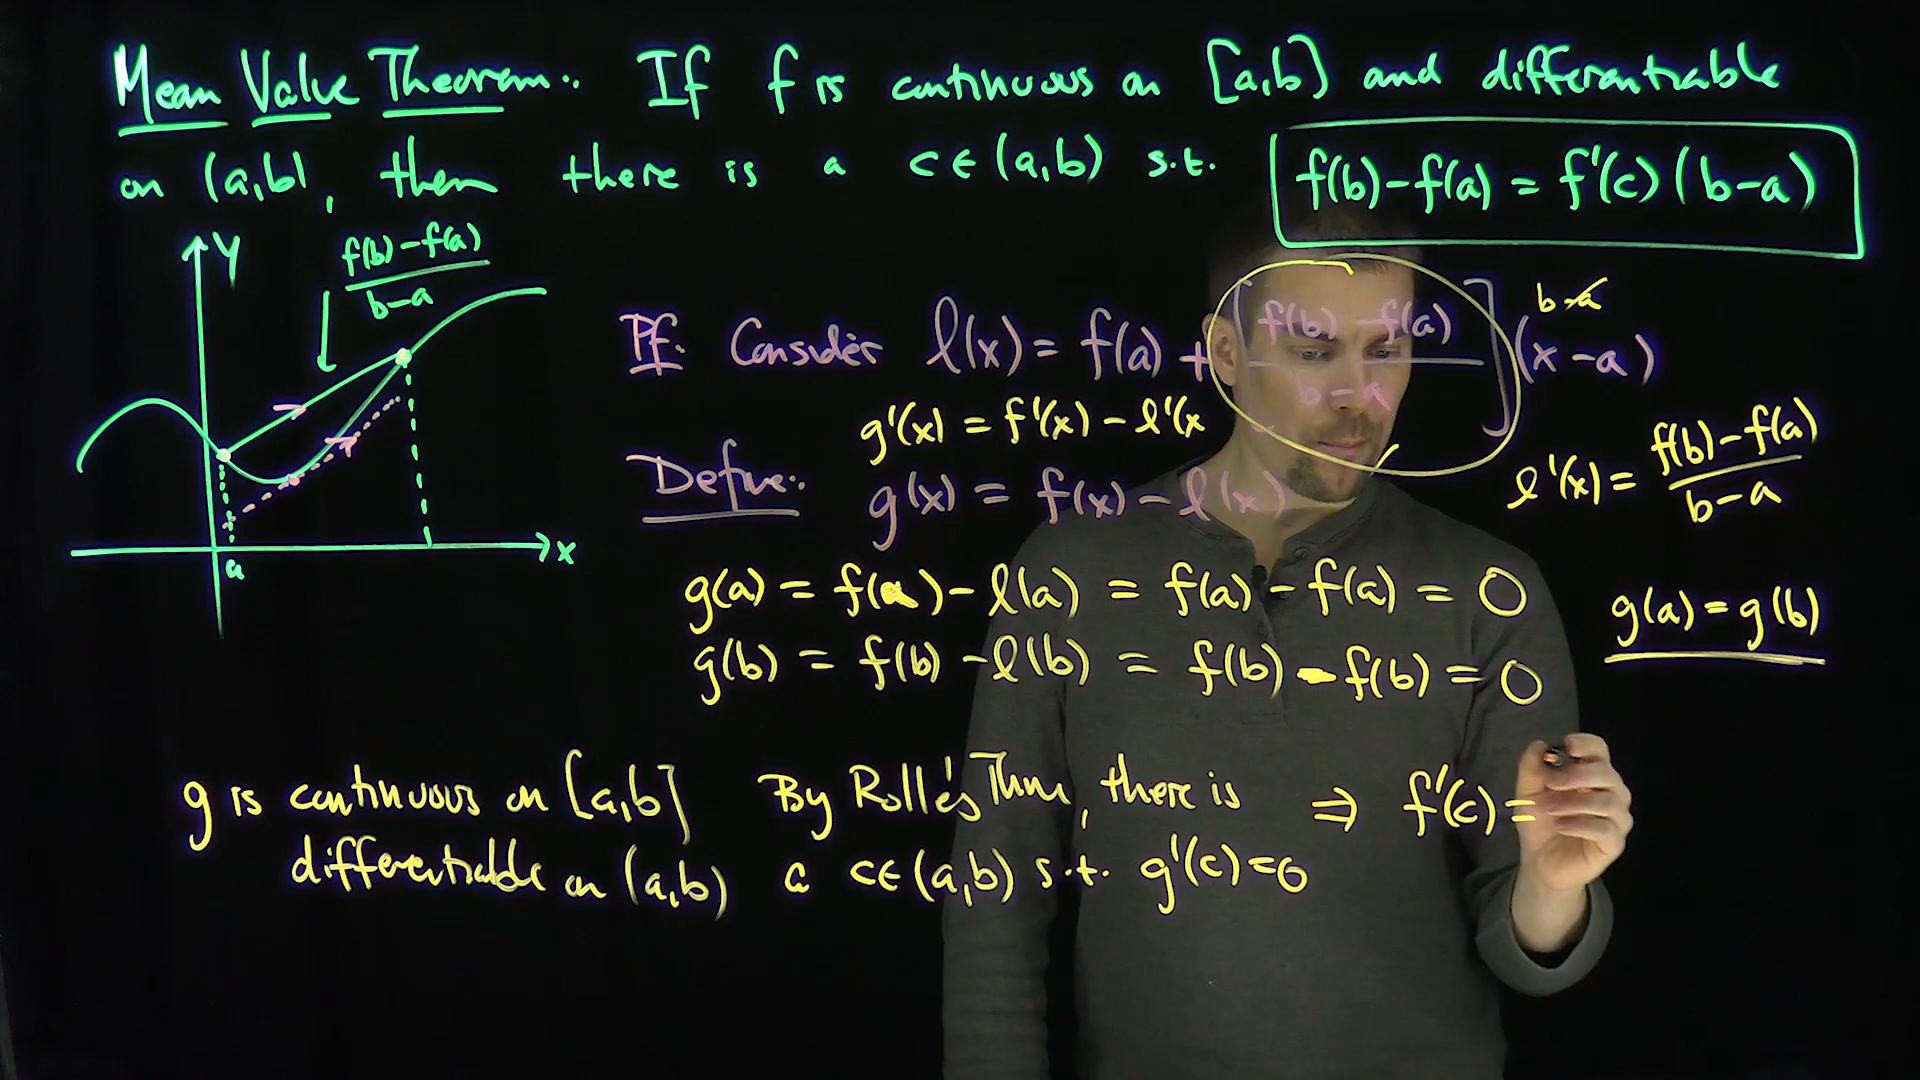 Mean Value Theorem: If f is continuous on [a,b] and differentiable
on (a,b), then there is a c∈(a,b) s.t. f(b)-f(a) = f'(c)(b-a)
y
f(b)-f(a)
b-a
x
a
b-a
Pf: Consider l(x) = f(a) + [f(b)-f(a) / b-a](x-a)
g'(x) = f'(x) - l'(x
Define: g(x) = f(x) - l(x)
l'(x) = f(b)-f(a) / b-a
g(a) = f(a) - l(a) = f(a) - f(a) = 0
g(b) = f(b) - l(b) = f(b) - f(b) = 0
g(a) = g(b)
g is continuous on [a,b]
differentiable on (a,b)
By Rolle's Thm, there is
a c∈(a,b) s.t. g'(c)=0
⇒ f'(c) =